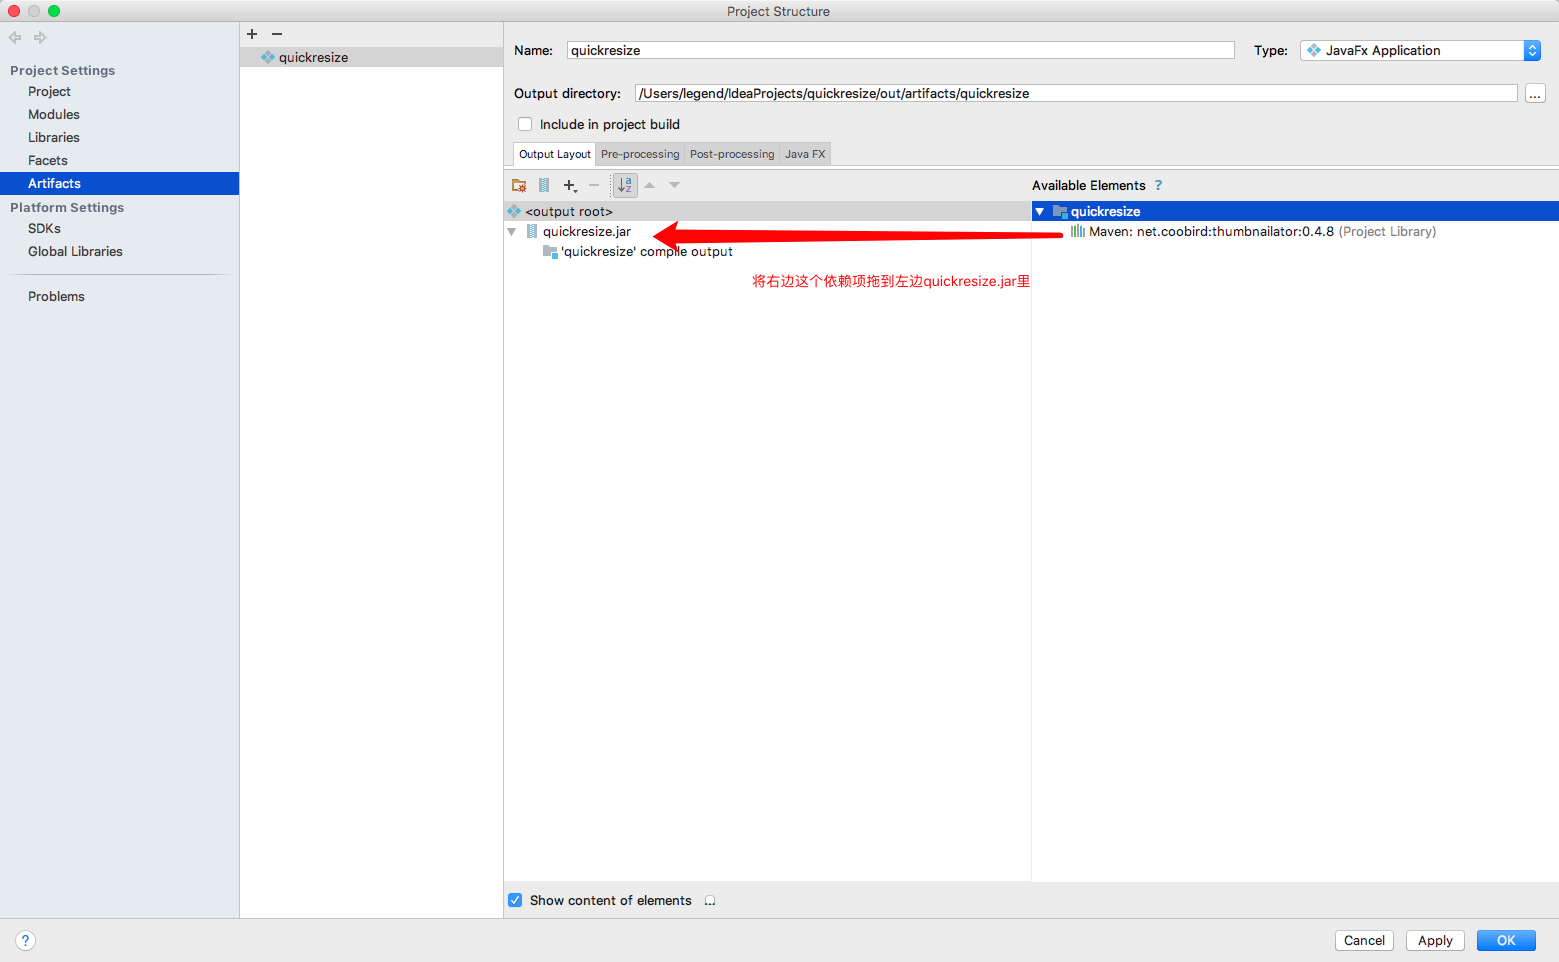 Project Structure
Project Settings
Project
Modules
Libraries
Facets
Artifacts
Platform Settings
SDKs
Global Libraries
Problems
quickresize
Name: quickresize Type: JavaFx Application
Output directory: /Users/legend/IdeaProjects/quickresize/out/artifacts/quickresize ...
Include in project build
Output Layout Pre-processing Post-processing Java FX
Available Elements ?
<output root>
quickresize.jar
'quickresize' compile output
quickresize
Maven: net.coobird:thumbnailator:0.4.8 (Project Library)
将右边这个依赖项拖到左边quickresize.jar里
Show content of elements ...
? Cancel Apply OK